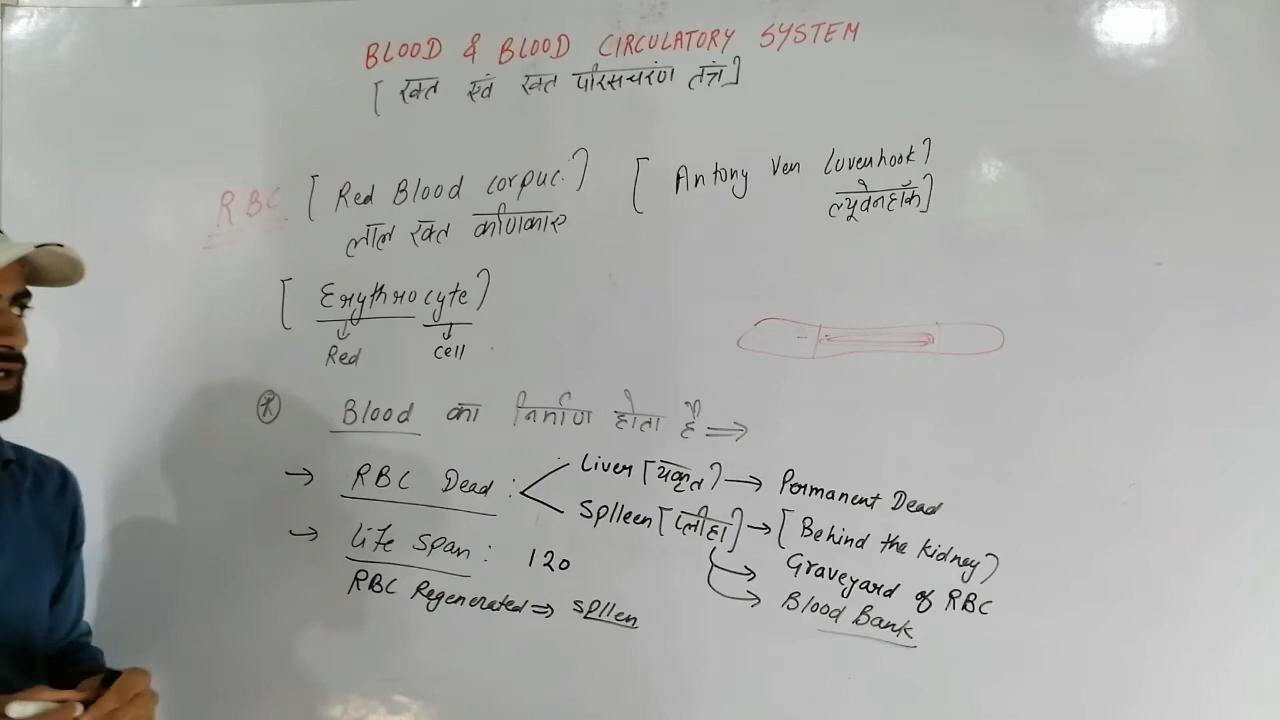 BLOOD & BLOOD CIRCULATORY SYSTEM
[ रक्त एवं रक्त परिसंचरण तंत्र ]
RBC [ Red Blood Corpuc. ] [ Antony Ven Luvenhook ]
लाल रक्त कणिकाए ल्यूवेनहॉक ]
[ Erythrocyte ]
Red cell
* Blood का निर्माण होता है ⇒
→ RBC Dead : Liver [ यकृत ] → Permanent Dead
Splleen [ प्लीहा ] → [ Behind the kidney )
→ Life Span : 120 → Graveyard of RBC
RBC Regenerated ⇒ spllen → Blood Bank